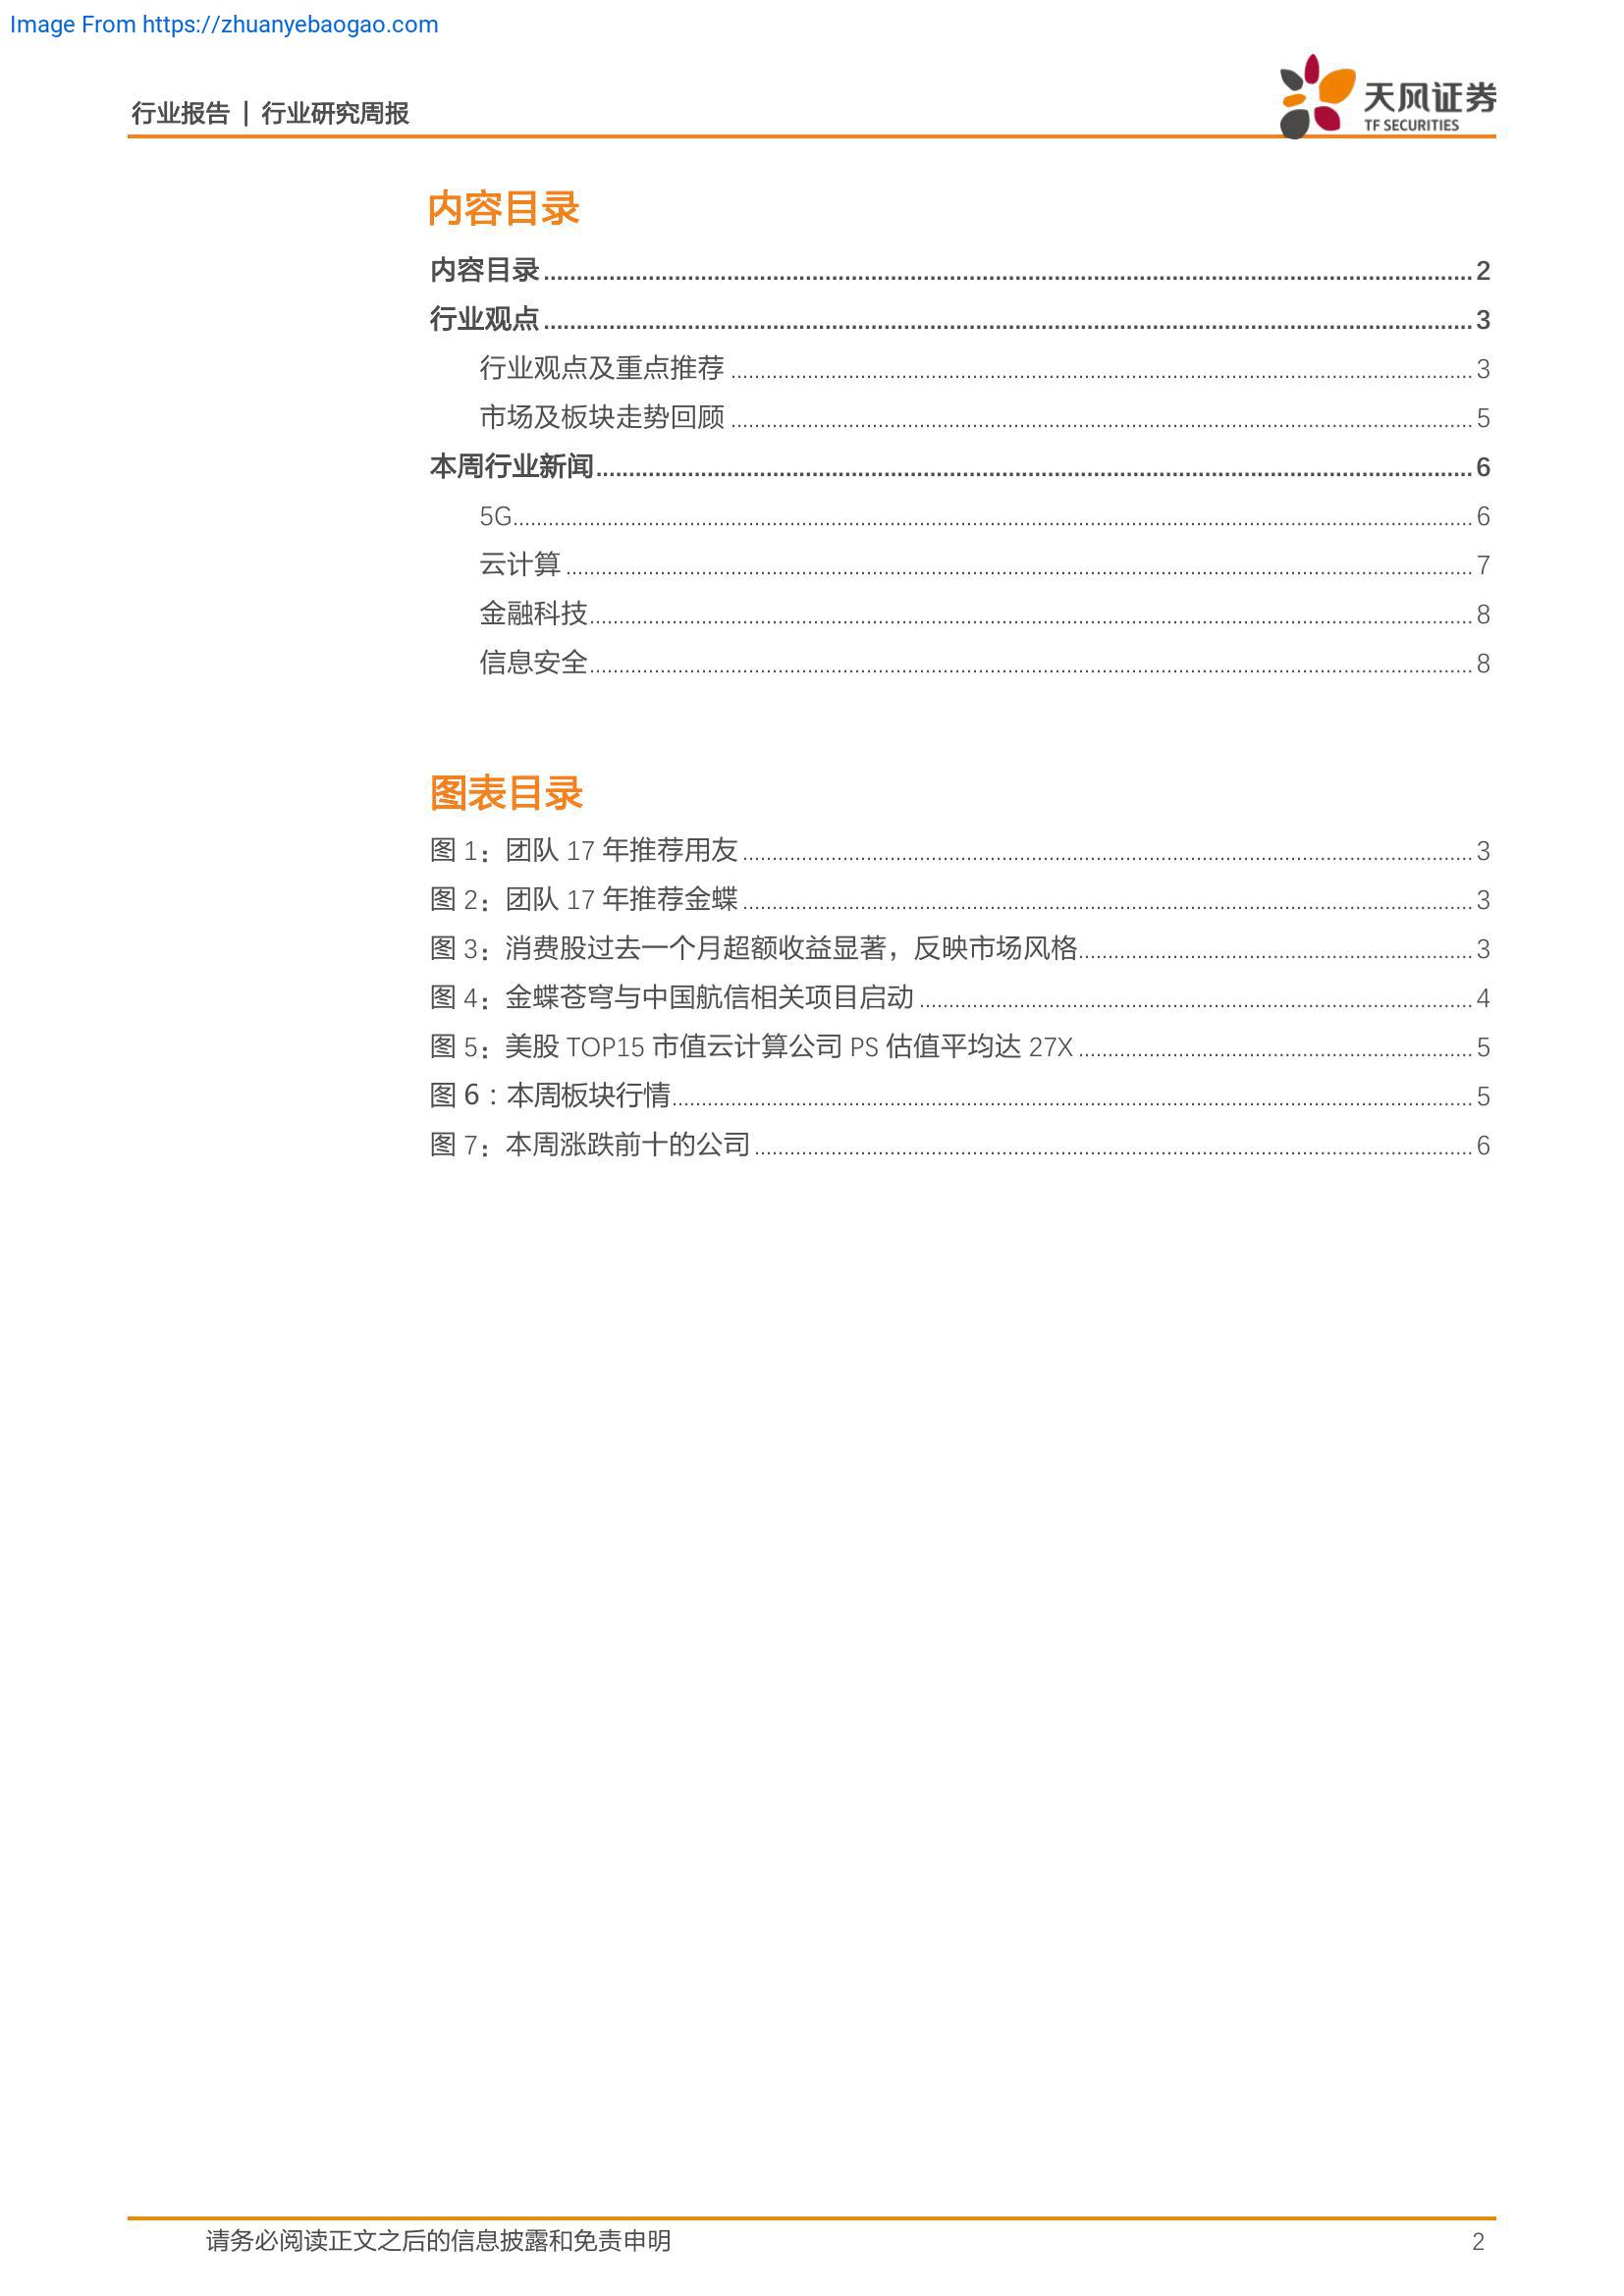 Image From https://zhuanyebaogao.com
行业报告 | 行业研究周报
天风证券
TF SECURITIES
内容目录
内容目录 2
行业观点 3
行业观点及重点推荐 3
市场及板块走势回顾 5
本周行业新闻 6
5G 6
云计算 7
金融科技 8
信息安全 8
图表目录
图 1：团队 17 年推荐用友 3
图 2：团队 17 年推荐金蝶 3
图 3：消费股过去一个月超额收益显著，反映市场风格 3
图 4：金蝶苍穹与中国航信相关项目启动 4
图 5：美股 TOP15 市值云计算公司 PS 估值平均达 27X 5
图 6：本周板块行情 5
图 7：本周涨跌前十的公司 6
请务必阅读正文之后的信息披露和免责申明 2